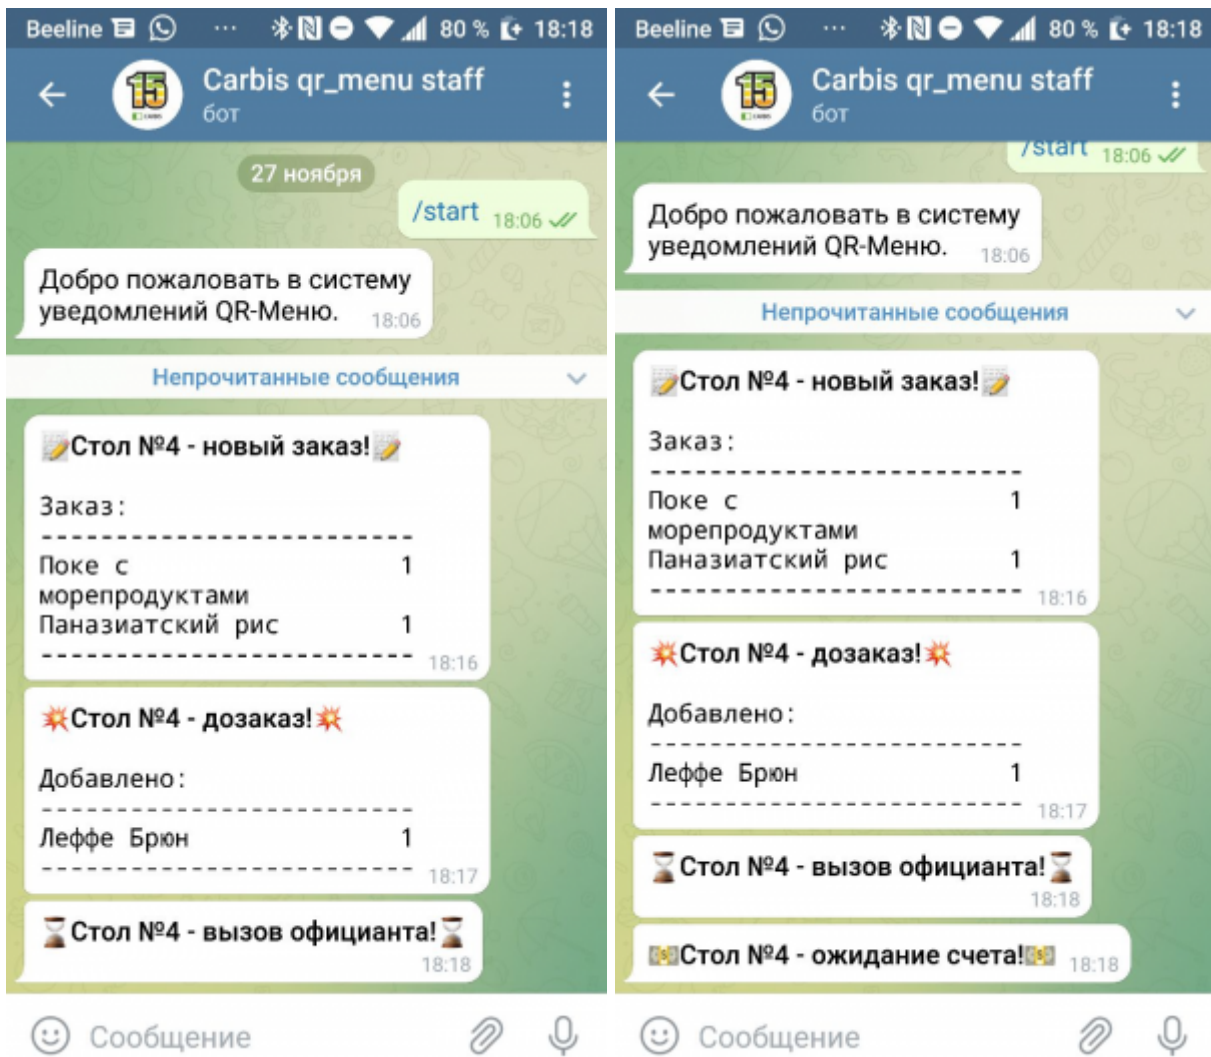 Beeline ... 80 % 18:18
Carbis qr_menu staff
бот
15
27 ноября
/start 18:06
Добро пожаловать в систему
уведомлений QR-Меню. 18:06
Непрочитанные сообщения
Стол №4 - новый заказ!
Заказ:
--------------------------
Поке с 1
морепродуктами
Паназиатский рис 1
-------------------------- 18:16
Стол №4 - дозаказ!
Добавлено:
--------------------------
Леффе Брюн 1
-------------------------- 18:17
Стол №4 - вызов официанта!
18:18
Сообщение
Beeline ... 80 % 18:18
Carbis qr_menu staff
бот
15
/start 18:06
Добро пожаловать в систему
уведомлений QR-Меню. 18:06
Непрочитанные сообщения
Стол №4 - новый заказ!
Заказ:
--------------------------
Поке с 1
морепродуктами
Паназиатский рис 1
-------------------------- 18:16
Стол №4 - дозаказ!
Добавлено:
--------------------------
Леффе Брюн 1
-------------------------- 18:17
Стол №4 - вызов официанта!
18:18
Стол №4 - ожидание счета! 18:18
Сообщение